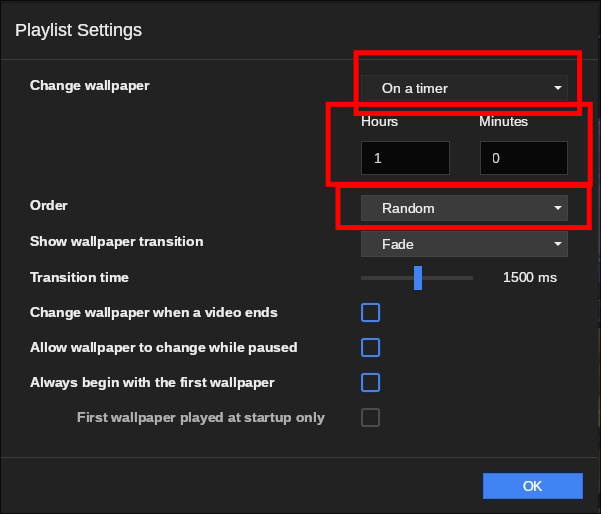 Playlist Settings
Change wallpaper On a timer
Hours Minutes
1 0
Order Random
Show wallpaper transition Fade
Transition time 1500 ms
Change wallpaper when a video ends
Allow wallpaper to change while paused
Always begin with the first wallpaper
First wallpaper played at startup only
OK